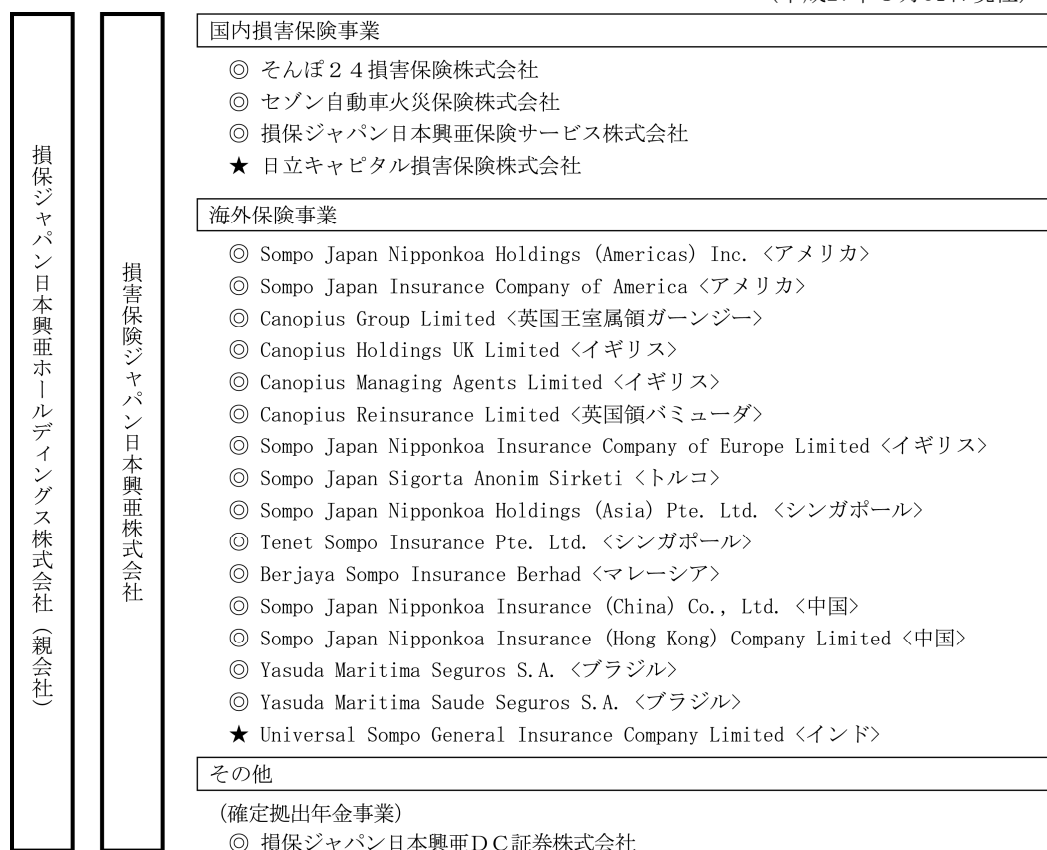 損保ジャパン日本興亜ホールディングス株式会社（親会社）
損害保険ジャパン日本興亜株式会社
国内損害保険事業
◎ そんぽ２４損害保険株式会社
◎ セゾン自動車火災保険株式会社
◎ 損保ジャパン日本興亜保険サービス株式会社
★ 日立キャピタル損害保険株式会社
海外保険事業
◎ Sompo Japan Nipponkoa Holdings (Americas) Inc. <アメリカ>
◎ Sompo Japan Insurance Company of America <アメリカ>
◎ Canopius Group Limited <英国王室属領ガーンジー>
◎ Canopius Holdings UK Limited <イギリス>
◎ Canopius Managing Agents Limited <イギリス>
◎ Canopius Reinsurance Limited <英国領バミューダ>
◎ Sompo Japan Nipponkoa Insurance Company of Europe Limited <イギリス>
◎ Sompo Japan Sigorta Anonim Sirketi <トルコ>
◎ Sompo Japan Nipponkoa Holdings (Asia) Pte. Ltd. <シンガポール>
◎ Tenet Sompo Insurance Pte. Ltd. <シンガポール>
◎ Berjaya Sompo Insurance Berhad <マレーシア>
◎ Sompo Japan Nipponkoa Insurance (China) Co., Ltd. <中国>
◎ Sompo Japan Nipponkoa Insurance (Hong Kong) Company Limited <中国>
◎ Yasuda Maritima Seguros S.A. <ブラジル>
◎ Yasuda Maritima Saude Seguros S.A. <ブラジル>
★ Universal Sompo General Insurance Company Limited <インド>
その他
(確定拠出年金事業)
◎ 損保ジャパン日本興亜ＤＣ証券株式会社